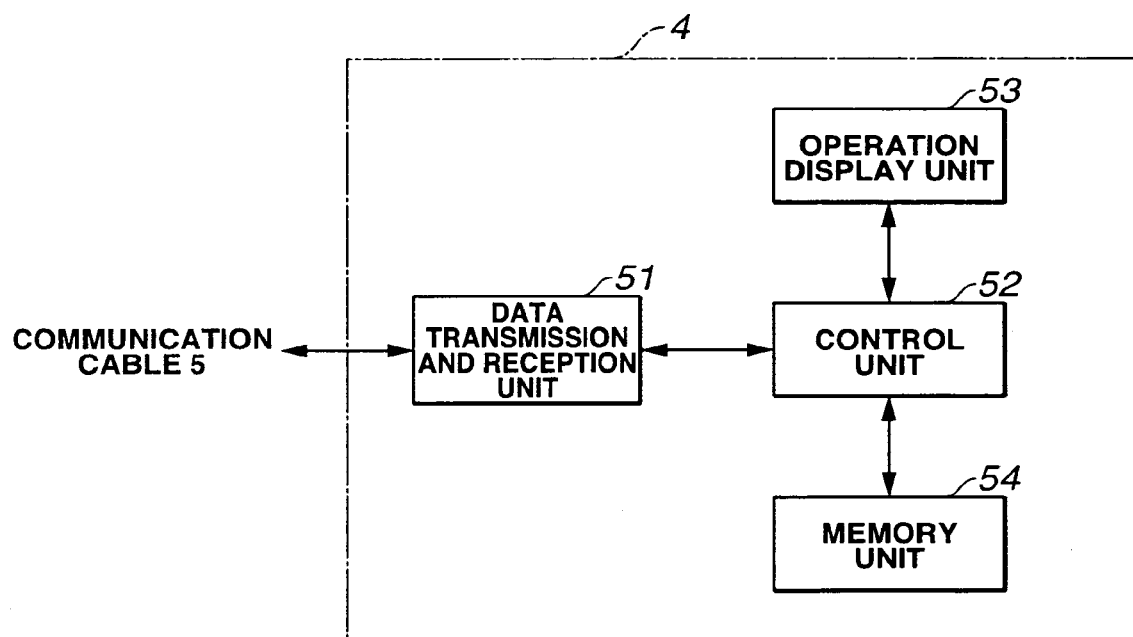 4
53
OPERATION
DISPLAY UNIT
51
DATA
TRANSMISSION
AND RECEPTION
UNIT
52
CONTROL
UNIT
COMMUNICATION
CABLE 5
54
MEMORY
UNIT